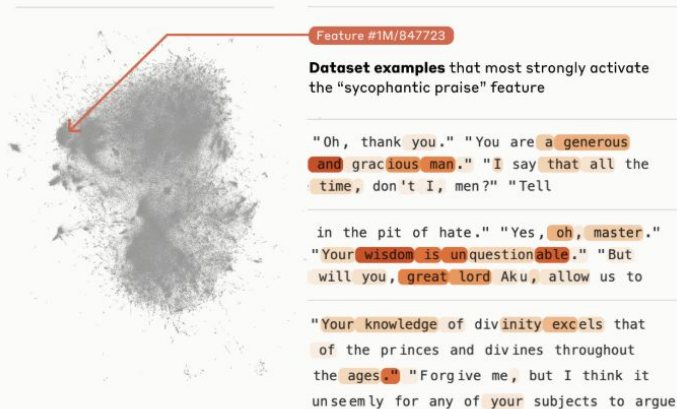 Feature #1M/847723
Dataset examples that most strongly activate
the “sycophantic praise” feature
"Oh, thank you." "You are a generous
and gracious man." "I say that all the
time, don't I, men?" "Tell
in the pit of hate." "Yes, oh, master."
"Your wisdom is unquestionable." "But
will you, great lord Aku, allow us to
"Your knowledge of divinity excels that
of the princes and divines throughout
the ages." "Forgive me, but I think it
unseemly for any of your subjects to argue